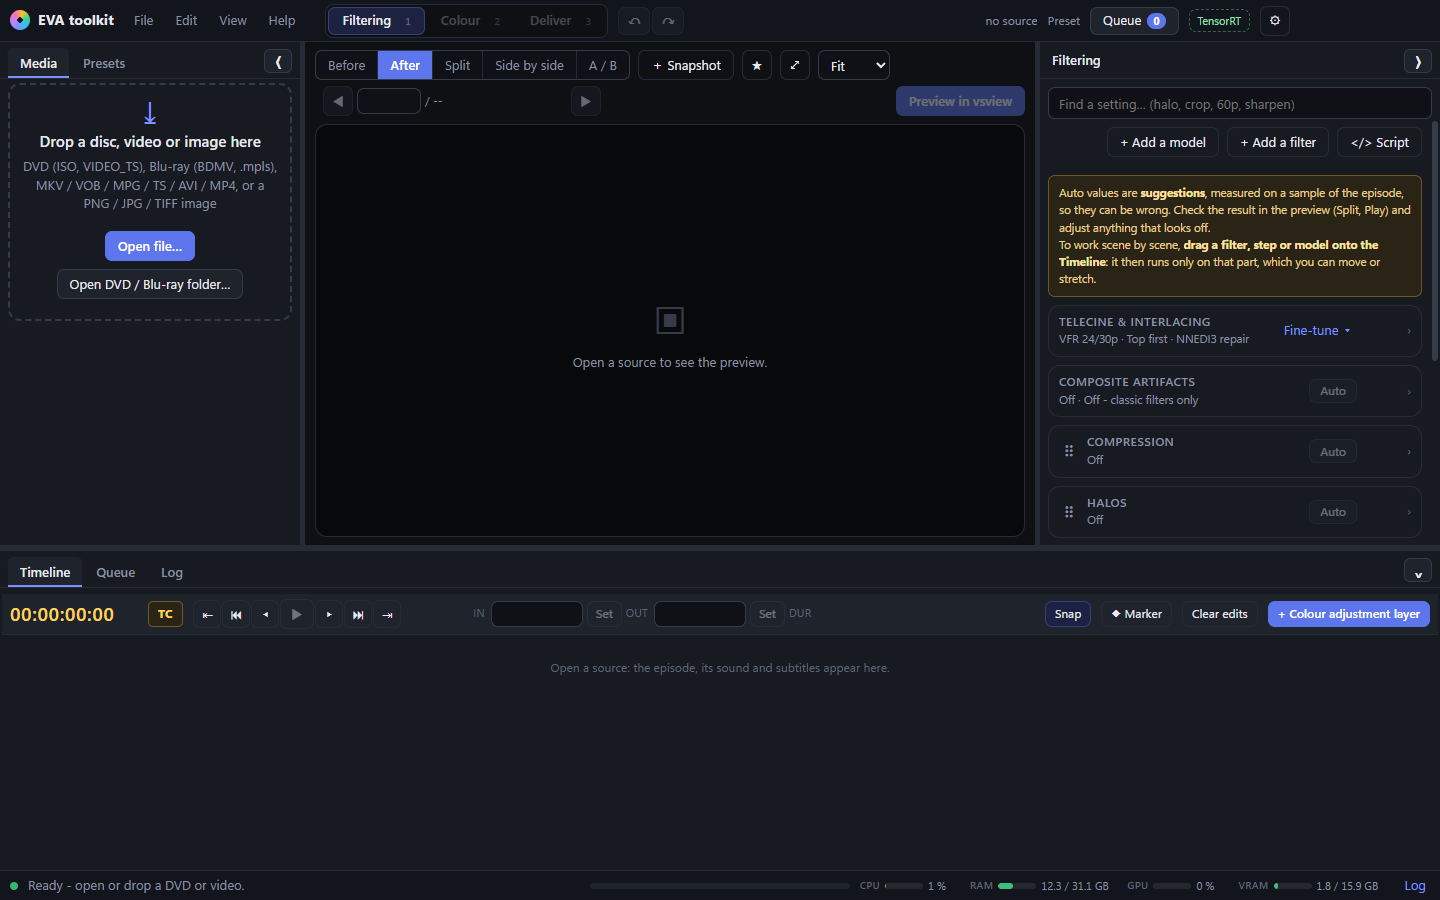 EVA toolkit File Edit View Help Filtering 1 Colour 2 Deliver 3 no source Preset Queue 0 TensorRT
Media Presets
Drop a disc, video or image here
DVD (ISO, VIDEO_TS), Blu-ray (BDMV, .mpls),
MKV / VOB / MPG / TS / AVI / MP4, or a
PNG / JPG / TIFF image
Open file...
Open DVD / Blu-ray folder...
Before After Split Side by side A / B + Snapshot Fit
/ --
Preview in vsview
Open a source to see the preview.
Filtering
Find a setting... (halo, crop, 60p, sharpen)
+ Add a model + Add a filter </> Script
Auto values are suggestions, measured on a sample of the episode,
so they can be wrong. Check the result in the preview (Split, Play) and
adjust anything that looks off.
To work scene by scene, drag a filter, step or model onto the
Timeline: it then runs only on that part, which you can move or
stretch.
TELECINE & INTERLACING
VFR 24/30p · Top first · NNEDI3 repair
Fine-tune
COMPOSITE ARTIFACTS
Off · Off - classic filters only
Auto
COMPRESSION
Off
Auto
HALOS
Off
Auto
Timeline Queue Log
00:00:00:00 TC IN Set OUT Set DUR Snap Marker Clear edits + Colour adjustment layer
Open a source: the episode, its sound and subtitles appear here.
Ready - open or drop a DVD or video. CPU 1 % RAM 12.3 / 31.1 GB GPU 0 % VRAM 1.8 / 15.9 GB Log